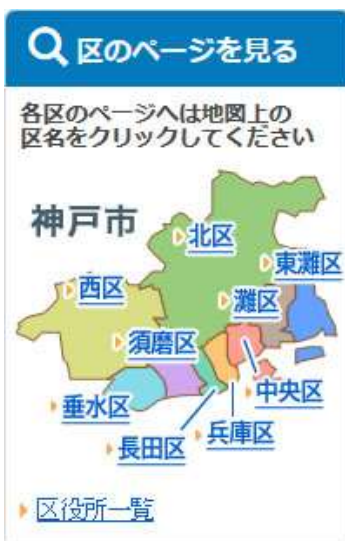 区のページを見る
各区のページへは地図上の
区名をクリックしてください
神戸市
北区
東灘区
西区
灘区
須磨区
中央区
垂水区
兵庫区
長田区
区役所一覧